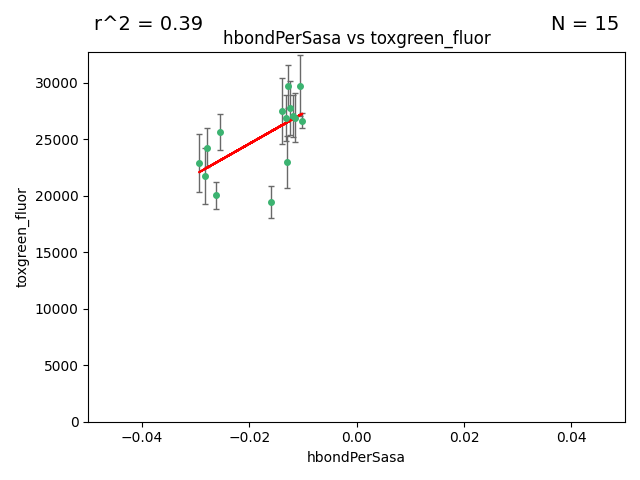 r^2 = 0.39
N = 15
hbondPerSasa vs toxgreen_fluor
30000
25000
20000
15000
10000
5000
0
toxgreen_fluor
−0.04
−0.02
0.00
0.02
0.04
hbondPerSasa